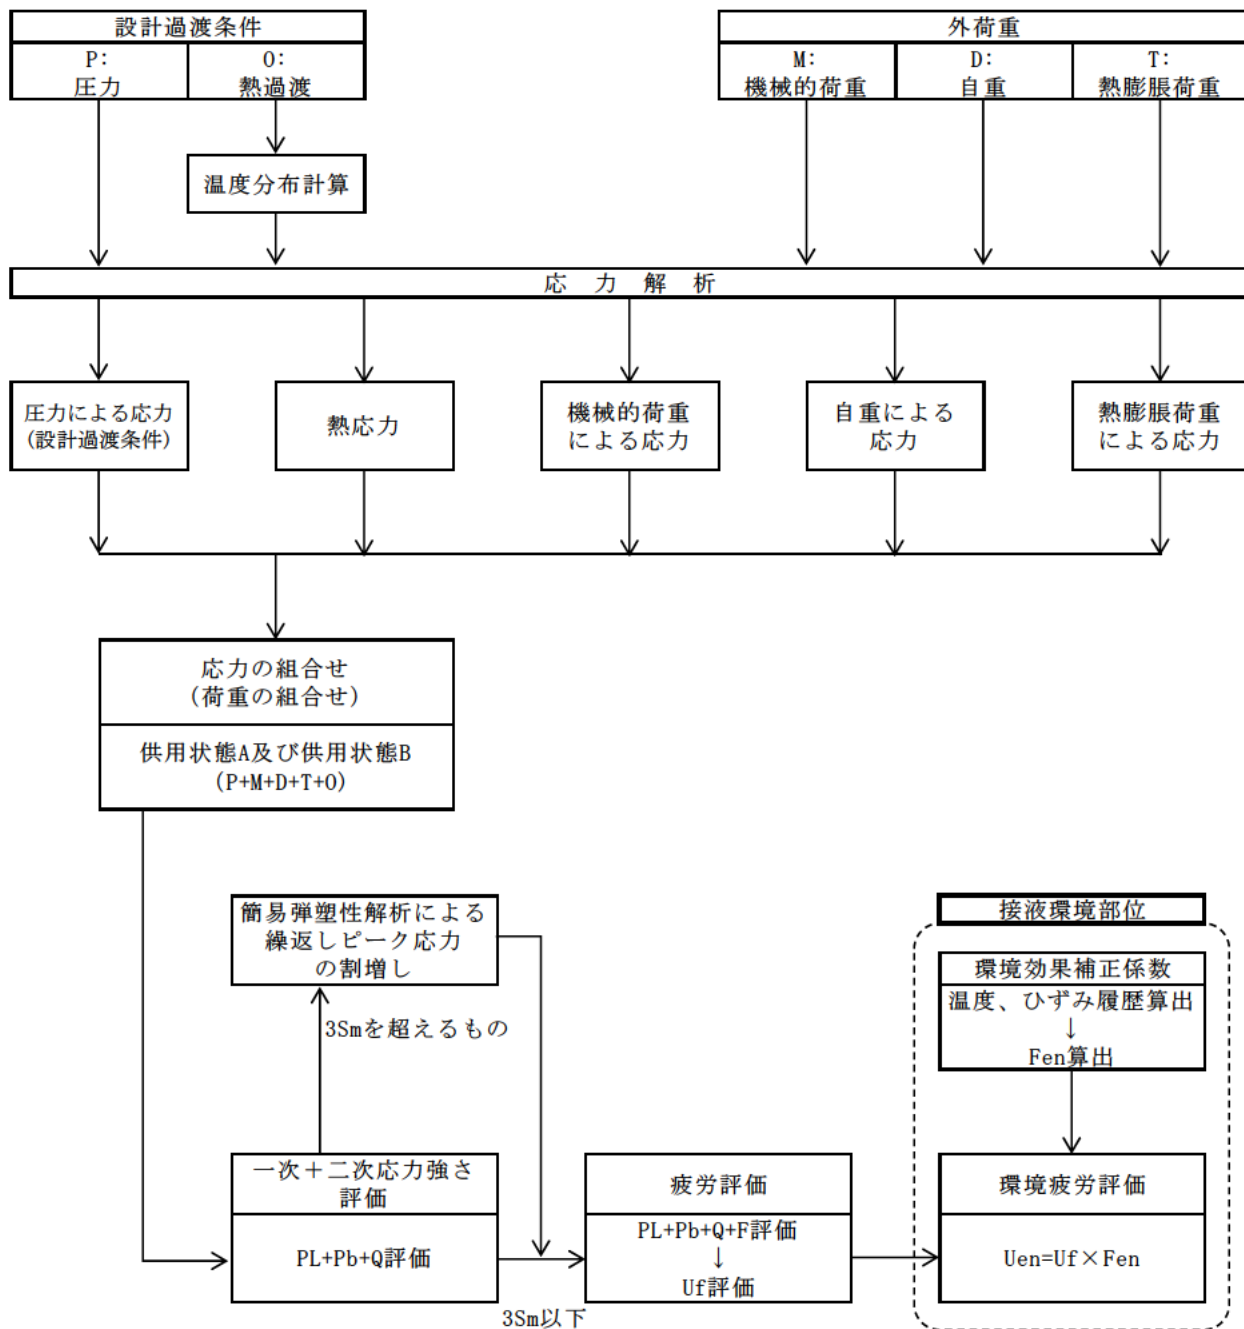 設計過渡条件
P:
圧力
O:
熱過渡
外荷重
M:
機械的荷重
D:
自重
T:
熱膨脹荷重
温度分布計算
応力解析
圧力による応力
(設計過渡条件)
熱応力
機械的荷重
による応力
自重による
応力
熱膨脹荷重
による応力
応力の組合せ
(荷重の組合せ)
供用状態A及び供用状態B
(P+M+D+T+O)
簡易弾塑性解析による
繰返しピーク応力
の割増し
3Smを超えるもの
一次＋二次応力強さ
評価
PL+Pb+Q評価
3Sm以下
疲労評価
PL+Pb+Q+F評価
↓
Uf評価
接液環境部位
環境効果補正係数
温度、ひずみ履歴算出
↓
Fen算出
環境疲労評価
Uen=Uf×Fen